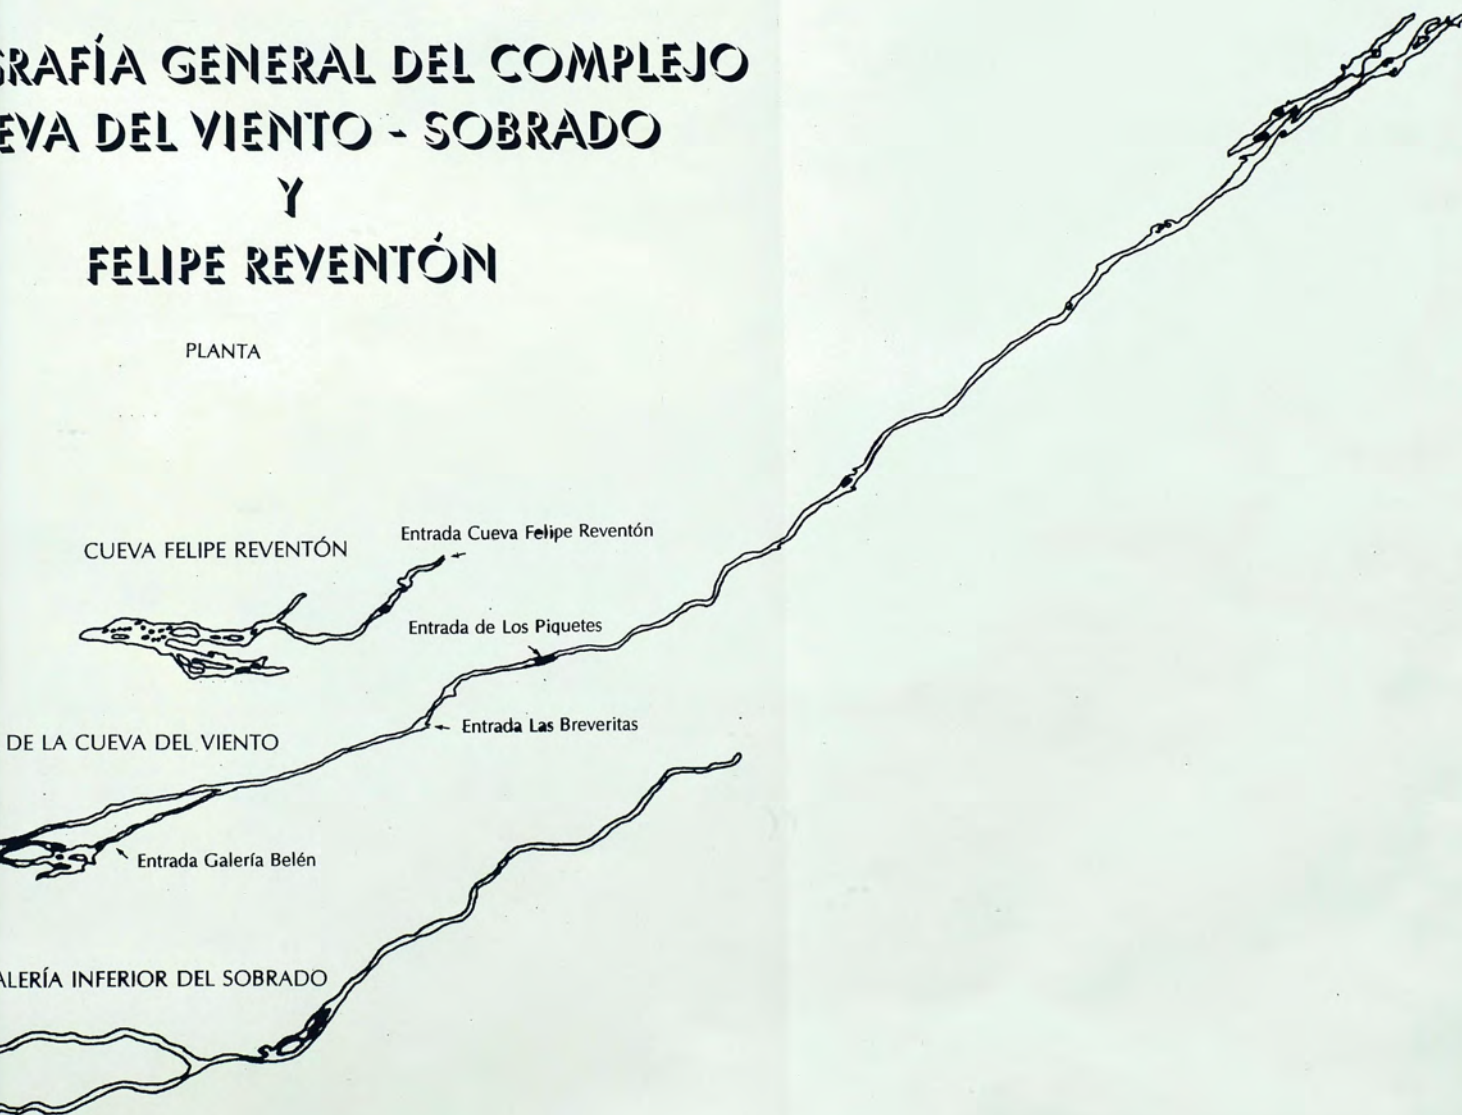 RAFÍA GENERAL DEL COMPLEJO
EVA DEL VIENTO - SOBRADO
Y
FELIPE REVENTÓN
PLANTA
CUEVA FELIPE REVENTÓN
Entrada Cueva Felipe Reventón
Entrada de Los Piquetes
Entrada Las Breveritas
DE LA CUEVA DEL VIENTO
Entrada Galería Belén
ALERÍA INFERIOR DEL SOBRADO